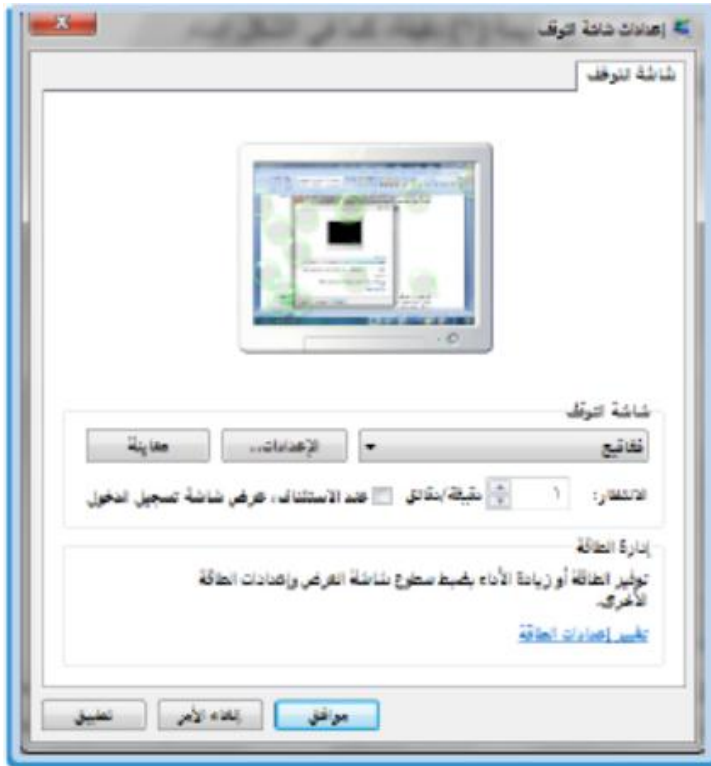 إعدادات شاشة التوقف
شاشة التوقف
شاشة التوقف
فقاقيع
الإعدادات...
معاينة
الانتظار: ١ دقيقة/دقائق عند الاستئناف، عرض شاشة تسجيل الدخول
إدارة الطاقة
توفير الطاقة أو زيادة الأداء بضبط سطوع شاشة العرض وإعدادات الطاقة
الأخرى.
تغيير إعدادات الطاقة
موافق
إلغاء الأمر
تطبيق